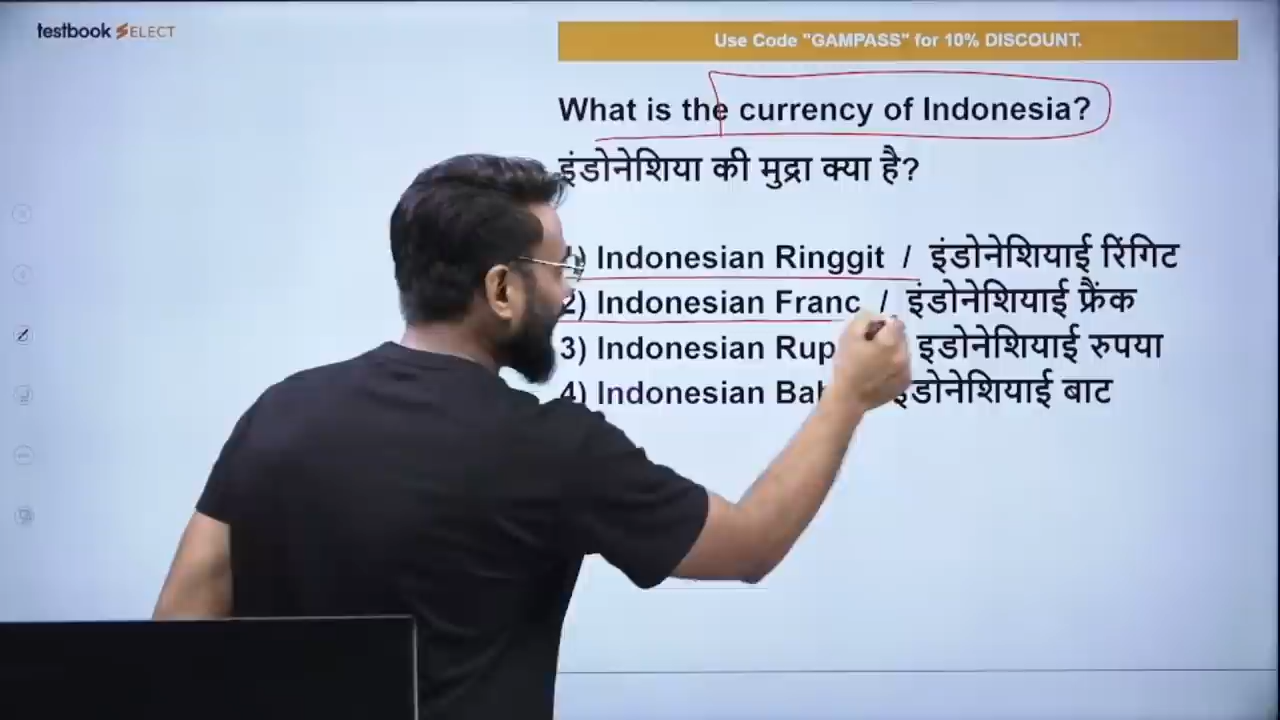 testbook SELECT
Use Code "GAMPASS" for 10% DISCOUNT.
What is the currency of Indonesia?
इंडोनेशिया की मुद्रा क्या है?
1) Indonesian Ringgit / इंडोनेशियाई रिंगिट
2) Indonesian Franc / इंडोनेशियाई फ्रैंक
3) Indonesian इडोनेशियाई रुपया
4) Indonesian इंडोनेशियाई बाट